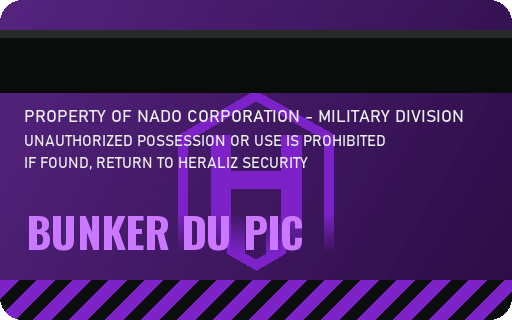 PROPERTY OF NADO CORPORATION - MILITARY DIVISION
UNAUTHORIZED POSSESSION OR USE IS PROHIBITED
IF FOUND, RETURN TO HERALIZ SECURITY
BUNKER DU PIC